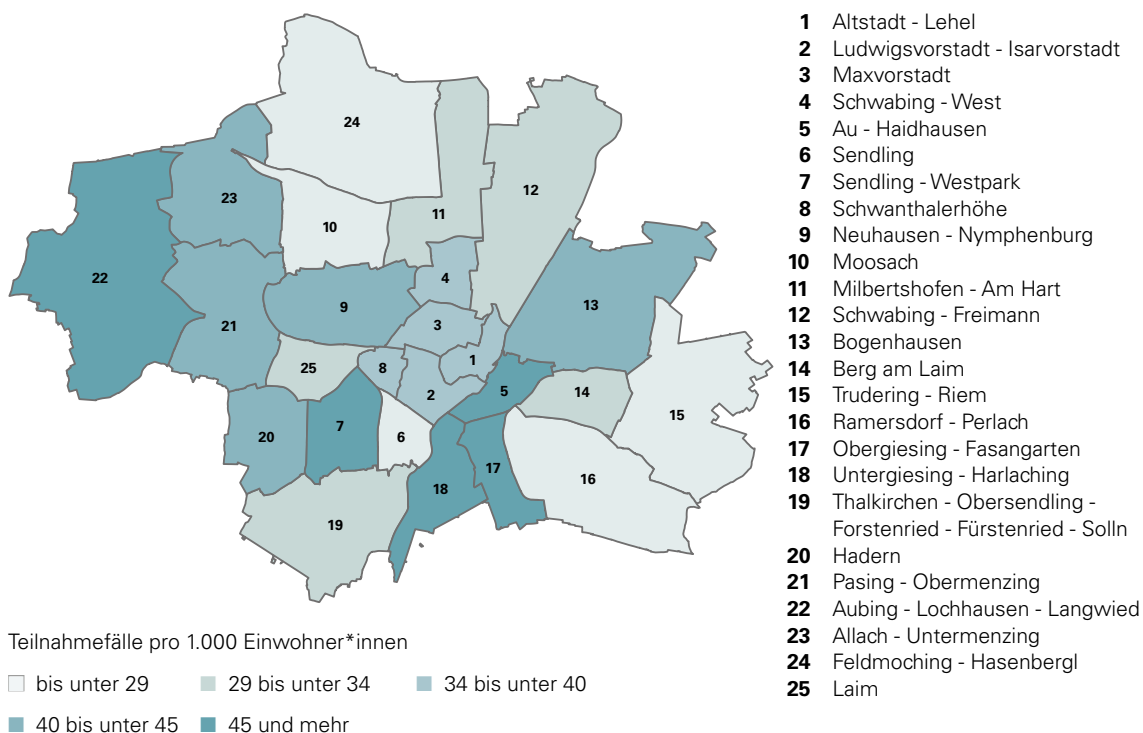 24
12
23
11
10
22
4
13
9
21
3
1
25
8
5
14
2
15
7
20
6
17
16
18
19
1 Altstadt - Lehel
2 Ludwigsvorstadt - Isarvorstadt
3 Maxvorstadt
4 Schwabing - West
5 Au - Haidhausen
6 Sendling
7 Sendling - Westpark
8 Schwanthalerhöhe
9 Neuhausen - Nymphenburg
10 Moosach
11 Milbertshofen - Am Hart
12 Schwabing - Freimann
13 Bogenhausen
14 Berg am Laim
15 Trudering - Riem
16 Ramersdorf - Perlach
17 Obergiesing - Fasangarten
18 Untergiesing - Harlaching
19 Thalkirchen - Obersendling -
Forstenried - Fürstenried - Solln
20 Hadern
21 Pasing - Obermenzing
22 Aubing - Lochhausen - Langwied
23 Allach - Untermenzing
24 Feldmoching - Hasenbergl
25 Laim
Teilnahmefälle pro 1.000 Einwohner*innen
bis unter 29 29 bis unter 34 34 bis unter 40
40 bis unter 45 45 und mehr